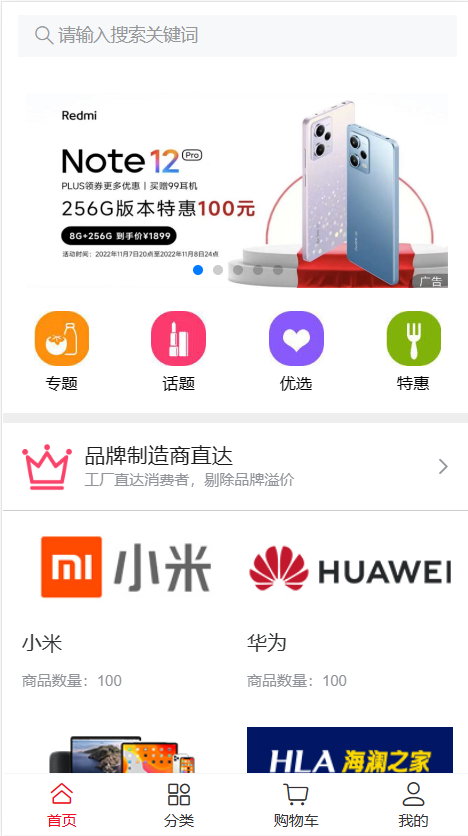 请输入搜索关键词
Redmi
Note 12 Pro
PLUS领券更多优惠 | 买赠99耳机
256G版本特惠100元
8G+256G 到手价¥1899
活动时间：2022年11月7日20点至2022年11月8日24点
广告
专题 话题 优选 特惠
品牌制造商直达
工厂直达消费者，剔除品牌溢价
mi 小米 HUAWEI
小米 华为
商品数量：100 商品数量：100
HLA 海澜之家
首页 分类 购物车 我的